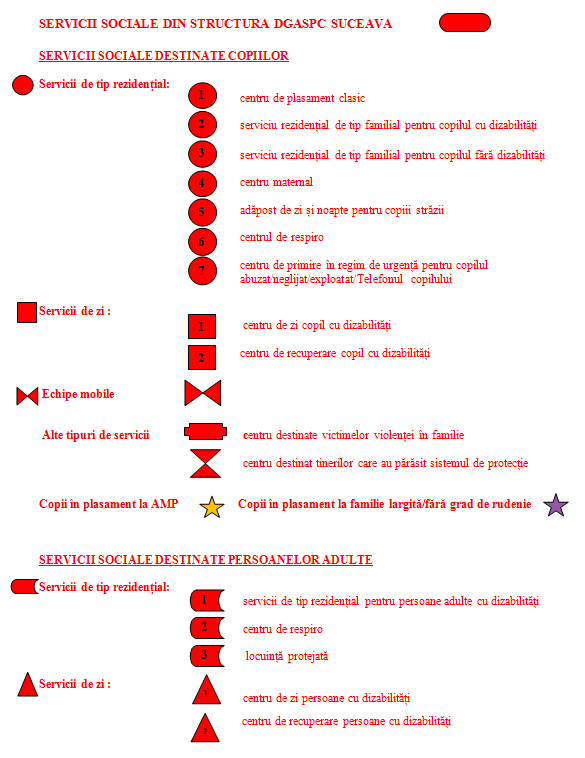 SERVICII SOCIALE DIN STRUCTURA DGASPC SUCEAVA
SERVICII SOCIALE DESTINATE COPIILOR
Servicii de tip rezidențial:
1 centru de plasament clasic
2 serviciu rezidențial de tip familial pentru copilul cu dizabilități
3 serviciu rezidențial de tip familial pentru copilul fără dizabilități
4 centru maternal
5 adăpost de zi și noapte pentru copiii străzii
6 centrul de respiro
7 centru de primire în regim de urgență pentru copilul
abuzat/neglijat/exploatat/Telefonul copilului
Servicii de zi :
1 centru de zi copil cu dizabilități
2 centru de recuperare copil cu dizabilități
Echipe mobile
Alte tipuri de servicii centru destinate victimelor violenței în familie
centru destinat tinerilor care au părăsit sistemul de protecție
Copii în plasament la AMP Copii în plasament la familie largită/fără grad de rudenie
SERVICII SOCIALE DESTINATE PERSOANELOR ADULTE
Servicii de tip rezidențial:
1 servicii de tip rezidențial pentru persoane adulte cu dizabilități
2 centru de respiro
3 locuință protejată
Servicii de zi :
1 centru de zi persoane cu dizabilități
2 centru de recuperare persoane cu dizabilități